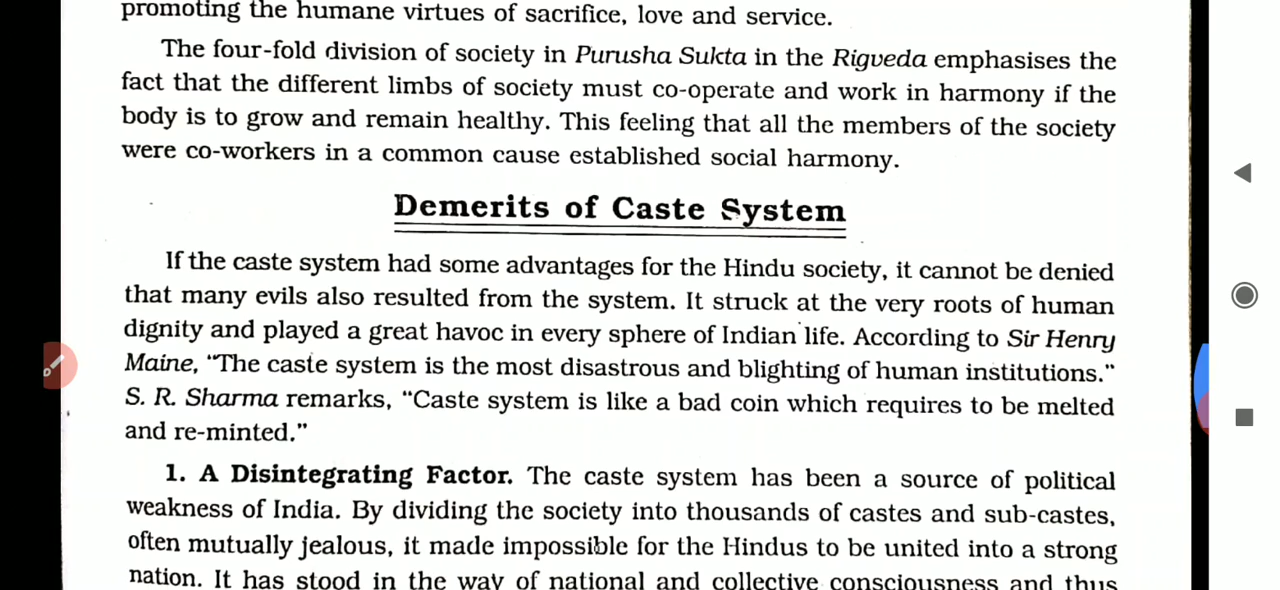 promoting the humane virtues of sacrifice, love and service.
The four-fold division of society in Purusha Sukta in the Rigveda emphasises the
fact that the different limbs of society must co-operate and work in harmony if the
body is to grow and remain healthy. This feeling that all the members of the society
were co-workers in a common cause established social harmony.
Demerits of Caste System
If the caste system had some advantages for the Hindu society, it cannot be denied
that many evils also resulted from the system. It struck at the very roots of human
dignity and played a great havoc in every sphere of Indian life. According to Sir Henry
Maine, “The caste system is the most disastrous and blighting of human institutions.”
S. R. Sharma remarks, “Caste system is like a bad coin which requires to be melted
and re-minted.”
1. A Disintegrating Factor. The caste system has been a source of political
weakness of India. By dividing the society into thousands of castes and sub-castes,
often mutually jealous, it made impossible for the Hindus to be united into a strong
nation. It has stood in the way of national and collective consciousness and thus